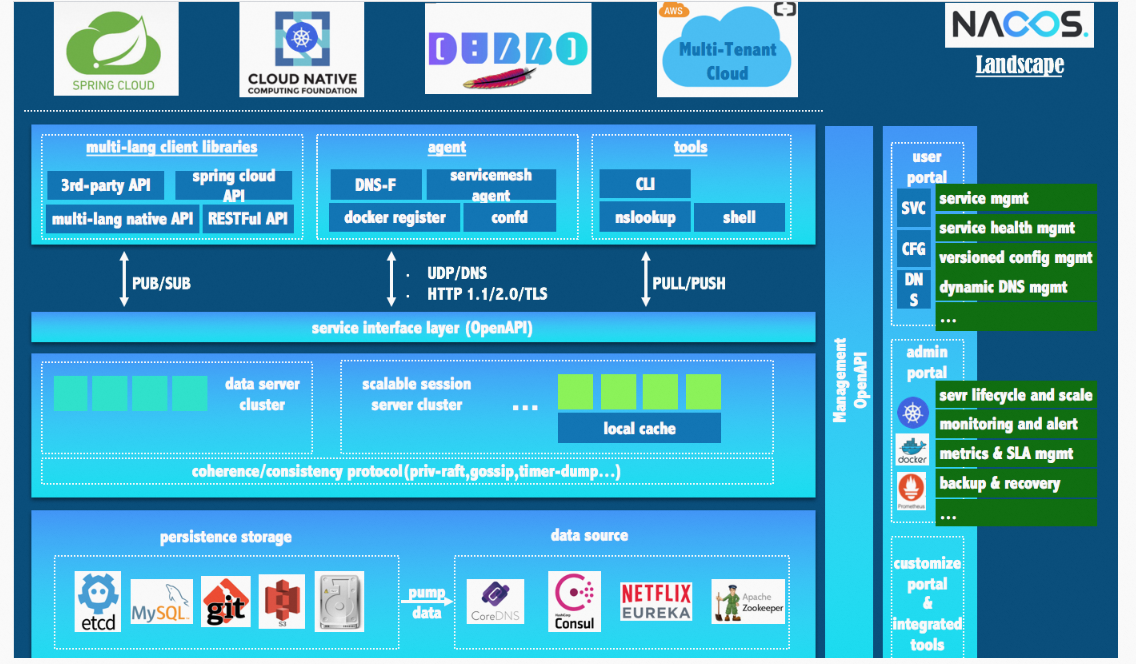 SPRING CLOUD
CLOUD NATIVE
COMPUTING FOUNDATION
DUBBO
AWS
Multi-Tenant
Cloud
NACOS.
Landscape
multi-lang client libraries
3rd-party API
spring cloud
API
multi-lang native API
RESTFul API
agent
DNS-F
servicemesh
agent
docker register
confd
tools
CLI
nslookup
shell
PUB/SUB
· UDP/DNS
· HTTP 1.1/2.0/TLS
PULL/PUSH
service interface layer (OpenAPI)
data server
cluster
scalable session
server cluster
...
local cache
coherence/consistency protocol(priv-raft,gossip,timer-dump...)
persistence storage
etcd
MySQL.
git
S3
pump
data
data source
CoreDNS
HashiCorp
Consul
NETFLIX
EUREKA
Apache
Zookeeper
Management
OpenAPI
user
portal
SVC
CFG
DN
S
service mgmt
service health mgmt
versioned config mgmt
dynamic DNS mgmt
...
admin
portal
docker
Prometheus
sevr lifecycle and scale
monitoring and alert
metrics & SLA mgmt
backup & recovery
...
customize
portal
&
integrated
tools